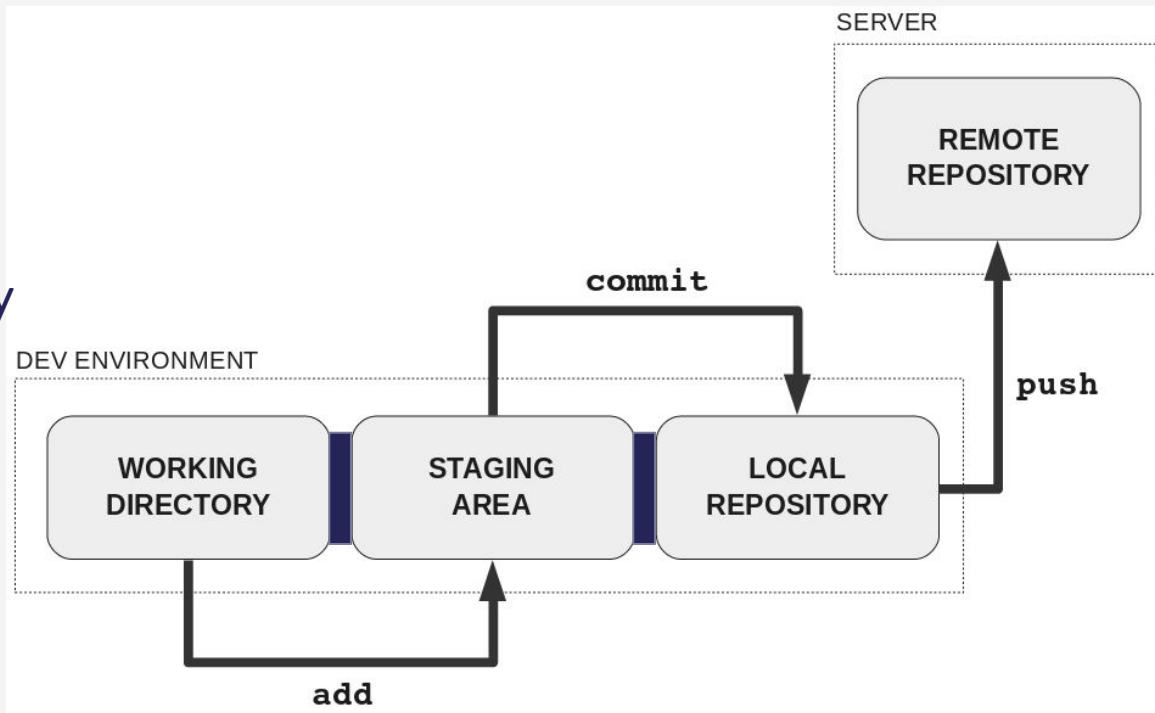 SERVER
REMOTE
REPOSITORY
commit
y
DEV ENVIRONMENT
push
WORKING
DIRECTORY
STAGING
AREA
LOCAL
REPOSITORY
add